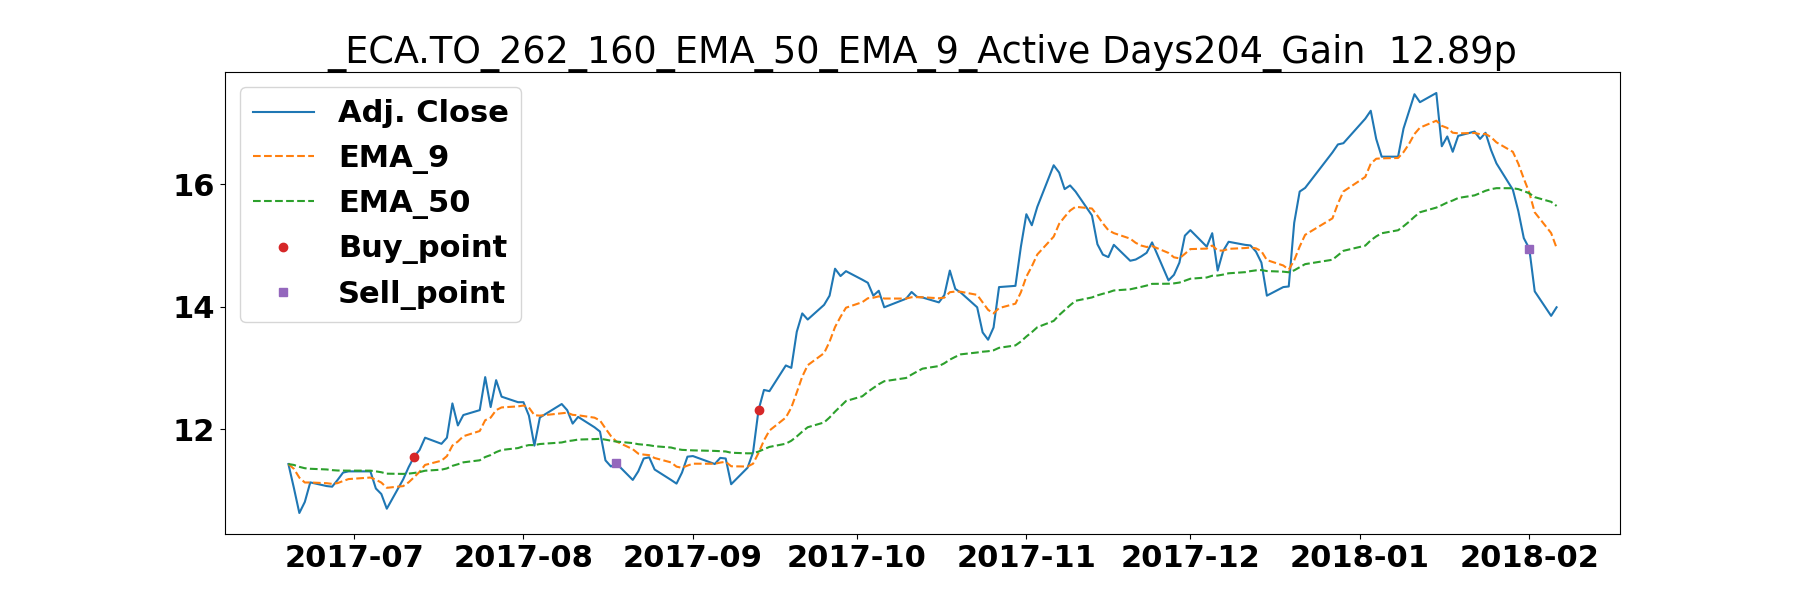 _ECA.TO_262_160_EMA_50_EMA_9_Active Days204_Gain  12.89p
Adj. Close
EMA_9
EMA_50
Buy_point
Sell_point
16
14
12
2017-07 2017-08 2017-09 2017-10 2017-11 2017-12 2018-01 2018-02